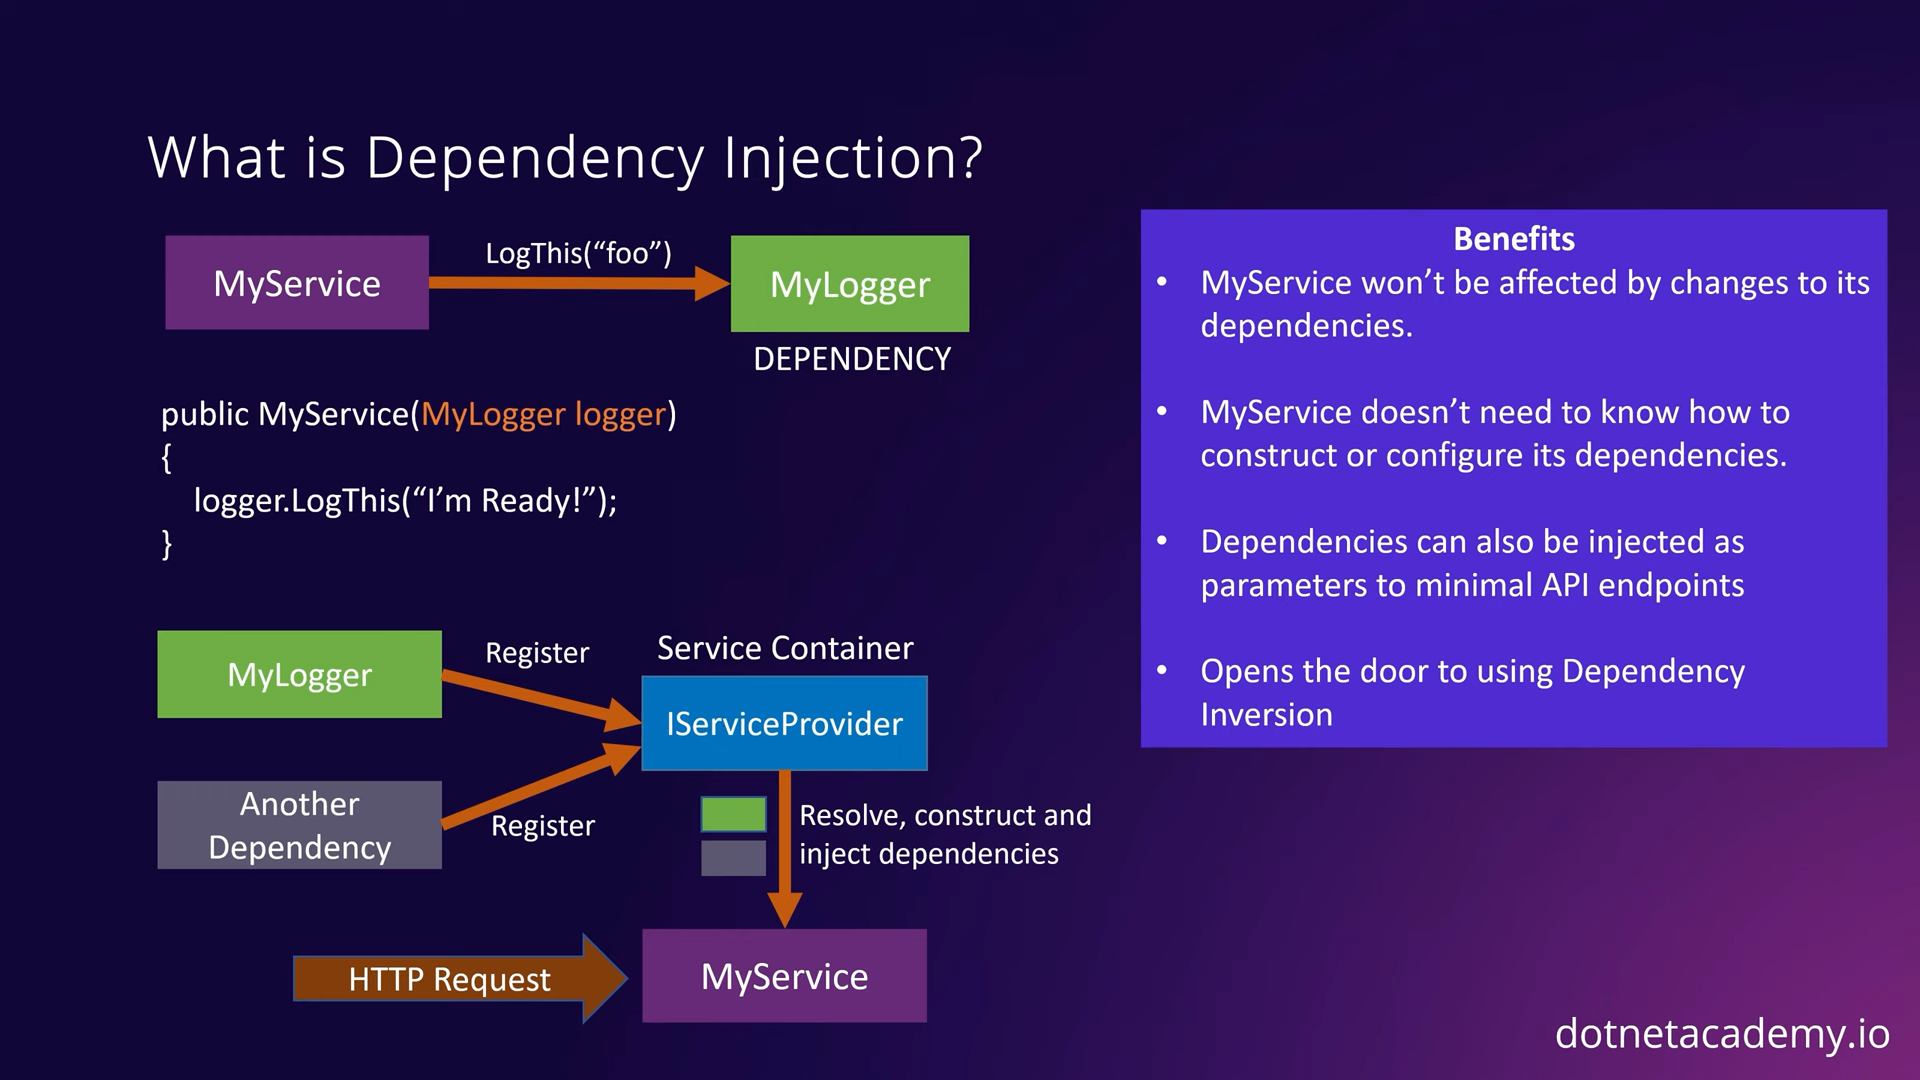 What is Dependency Injection?
MyService
LogThis(“foo”)
MyLogger
DEPENDENCY
public MyService(MyLogger logger)
{
logger.LogThis(“I’m Ready!”);
}
MyLogger
Register
Service Container
IServiceProvider
Another
Dependency
Register
Resolve, construct and
inject dependencies
HTTP Request
MyService
Benefits
• MyService won’t be affected by changes to its
dependencies.
• MyService doesn’t need to know how to
construct or configure its dependencies.
• Dependencies can also be injected as
parameters to minimal API endpoints
• Opens the door to using Dependency
Inversion
dotnetacademy.io